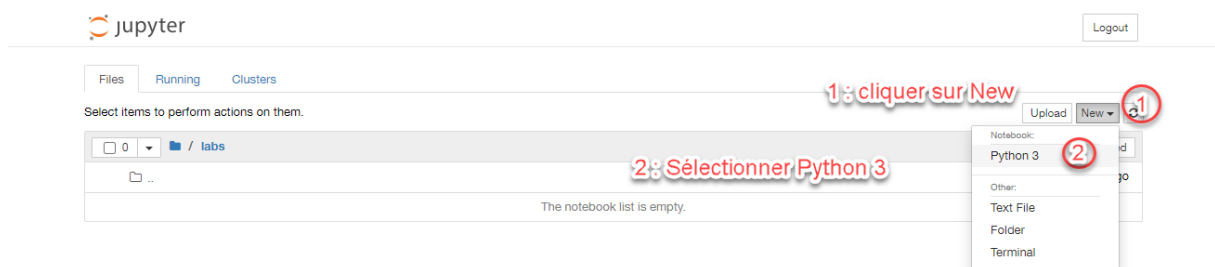 jupyter
Logout
Files Running Clusters
1 : cliquer sur New
1
Select items to perform actions on them.
Upload New
0 / labs
Notebook:
Python 3
2
2 : Sélectionner Python 3
..
go
Other:
The notebook list is empty.
Text File
Folder
Terminal